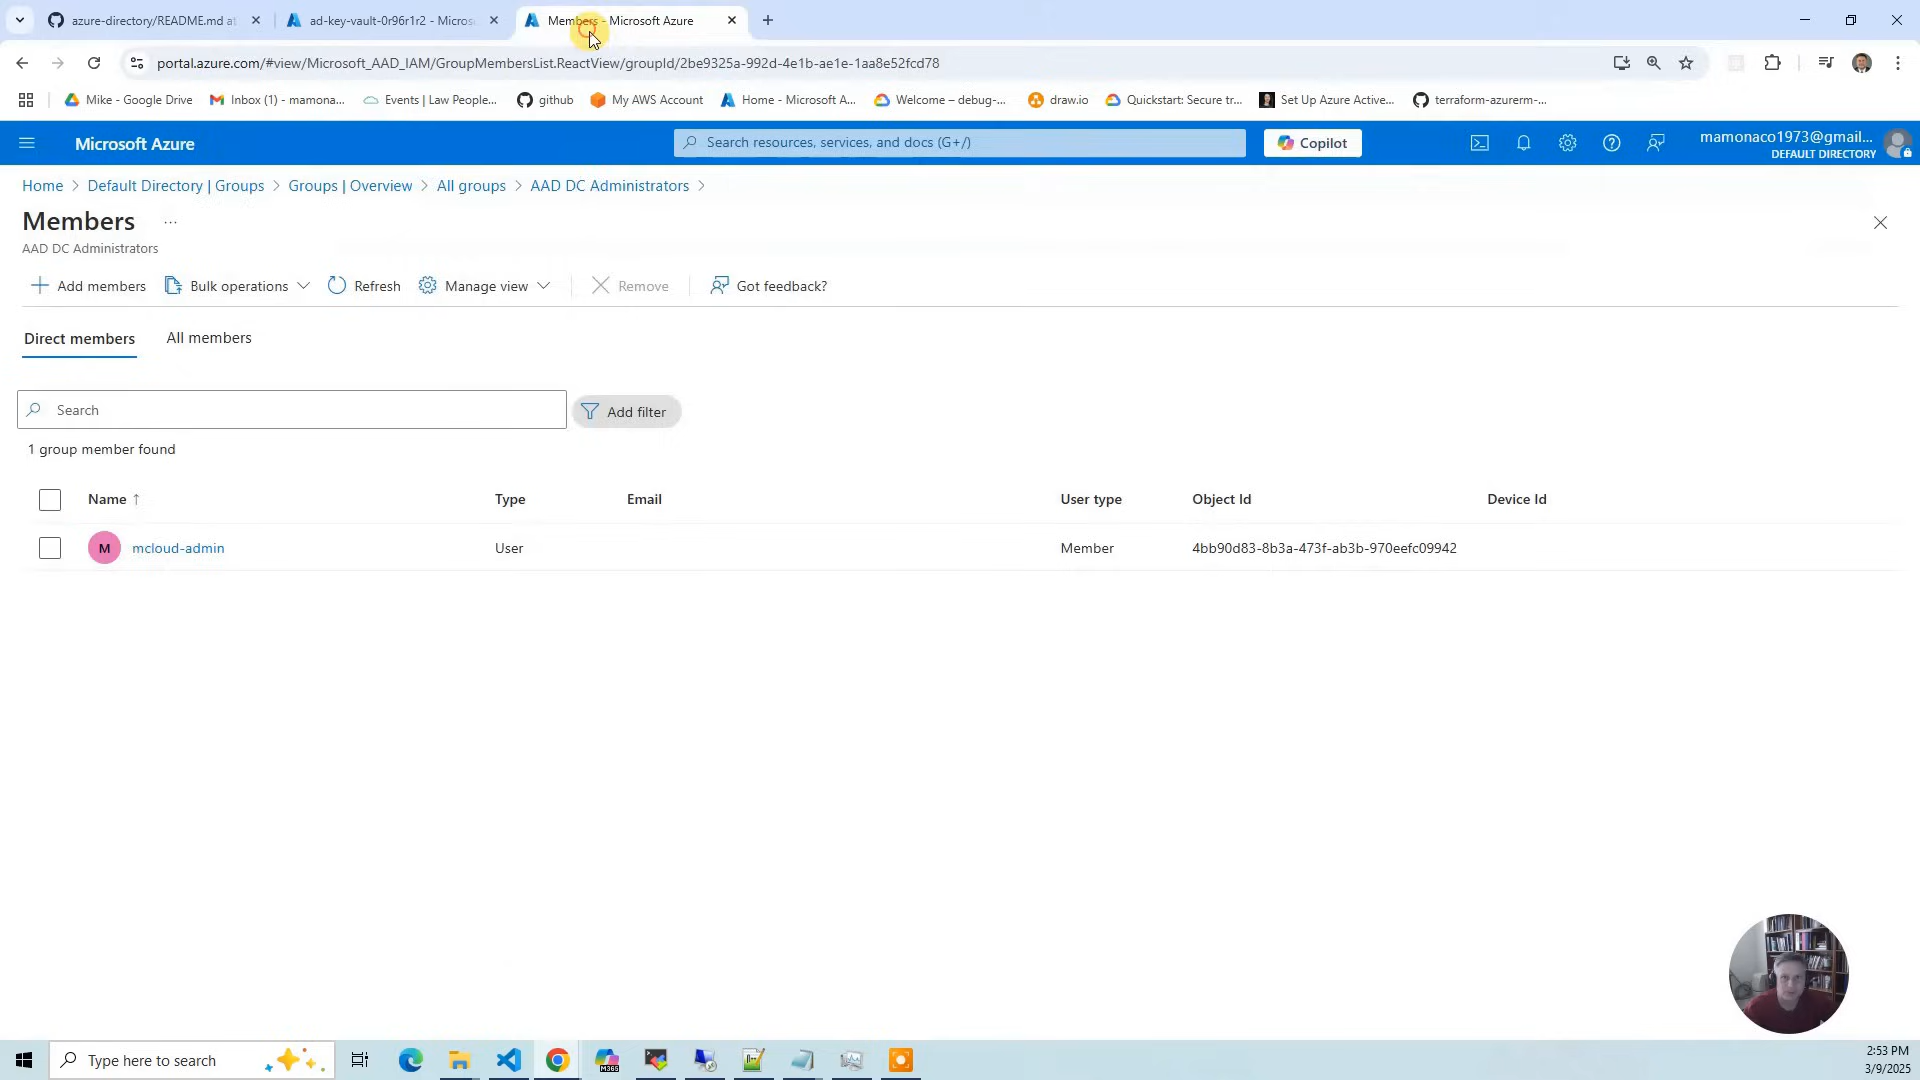 azure-directory/README.md at
ad-key-vault-0r96r1r2 - Micros
Members - Microsoft Azure
portal.azure.com/#view/Microsoft_AAD_IAM/GroupMembersList.ReactView/groupId/2be9325a-992d-4e1b-ae1e-1aa8e52fcd78
Mike - Google Drive
Inbox (1) - mamona...
Events | Law People...
github
My AWS Account
Home - Microsoft A...
Welcome – debug-...
draw.io
Quickstart: Secure tr...
Set Up Azure Active...
terraform-azurerm-...
Microsoft Azure
Search resources, services, and docs (G+/)
Copilot
mamonaco1973@gmail...
DEFAULT DIRECTORY
Home > Default Directory | Groups > Groups | Overview > All groups > AAD DC Administrators >
Members ...
AAD DC Administrators
Add members
Bulk operations
Refresh
Manage view
Remove
Got feedback?
Direct members
All members
Search
Add filter
1 group member found
Name ↑ Type Email User type Object Id Device Id
M mcloud-admin User Member 4bb90d83-8b3a-473f-ab3b-970eefc09942
Type here to search
M365
2:53 PM
3/9/2025